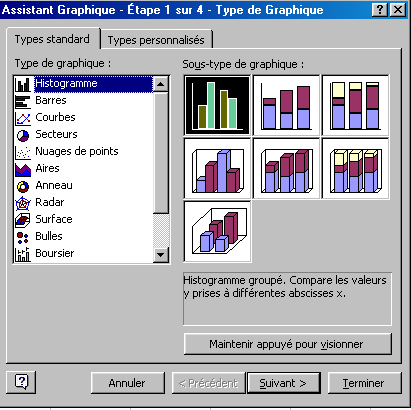 Assistant Graphique - Étape 1 sur 4 - Type de Graphique
Types standard
Types personnalisés
Type de graphique :
Histogramme
Barres
Courbes
Secteurs
Nuages de points
Aires
Anneau
Radar
Surface
Bulles
Boursier
Sous-type de graphique :
Histogramme groupé. Compare les valeurs
y prises à différentes abscisses x.
Maintenir appuyé pour visionner
Annuler
< Précédent
Suivant >
Terminer